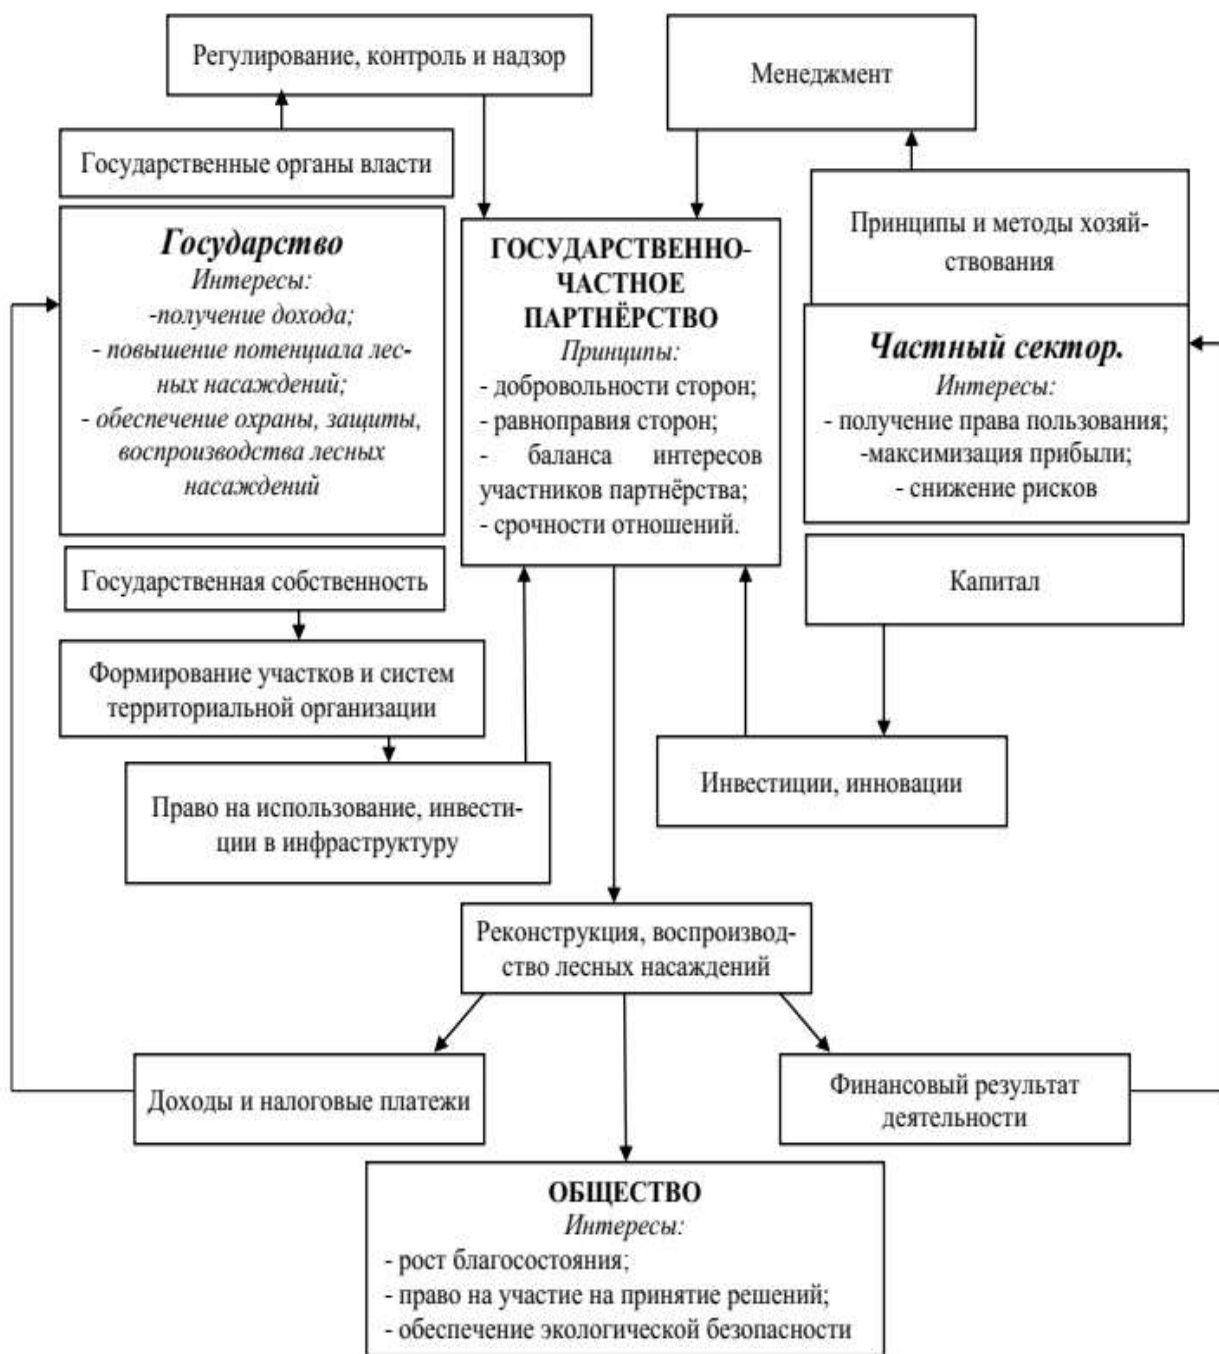 Регулирование, контроль и надзор
Менеджмент
Государственные органы власти
Принципы и методы хозяй-
ствования
Государство
Интересы:
-получение дохода;
- повышение потенциала лес-
ных насаждений;
- обеспечение охраны, защиты,
воспроизводства лесных
насаждений
ГОСУДАРСТВЕННО-
ЧАСТНОЕ
ПАРТНЁРСТВО
Принципы:
- добровольности сторон;
- равноправия сторон;
- баланса интересов
участников партнёрства;
- срочности отношений.
Частный сектор.
Интересы:
- получение права пользования;
-максимизация прибыли;
- снижение рисков
Государственная собственность
Капитал
Формирование участков и систем
территориальной организации
Право на использование, инвести-
ции в инфраструктуру
Инвестиции, инновации
Реконструкция, воспроизвод-
ство лесных насаждений
Доходы и налоговые платежи
Финансовый результат
деятельности
ОБЩЕСТВО
Интересы:
- рост благосостояния;
- право на участие на принятие решений;
- обеспечение экологической безопасности